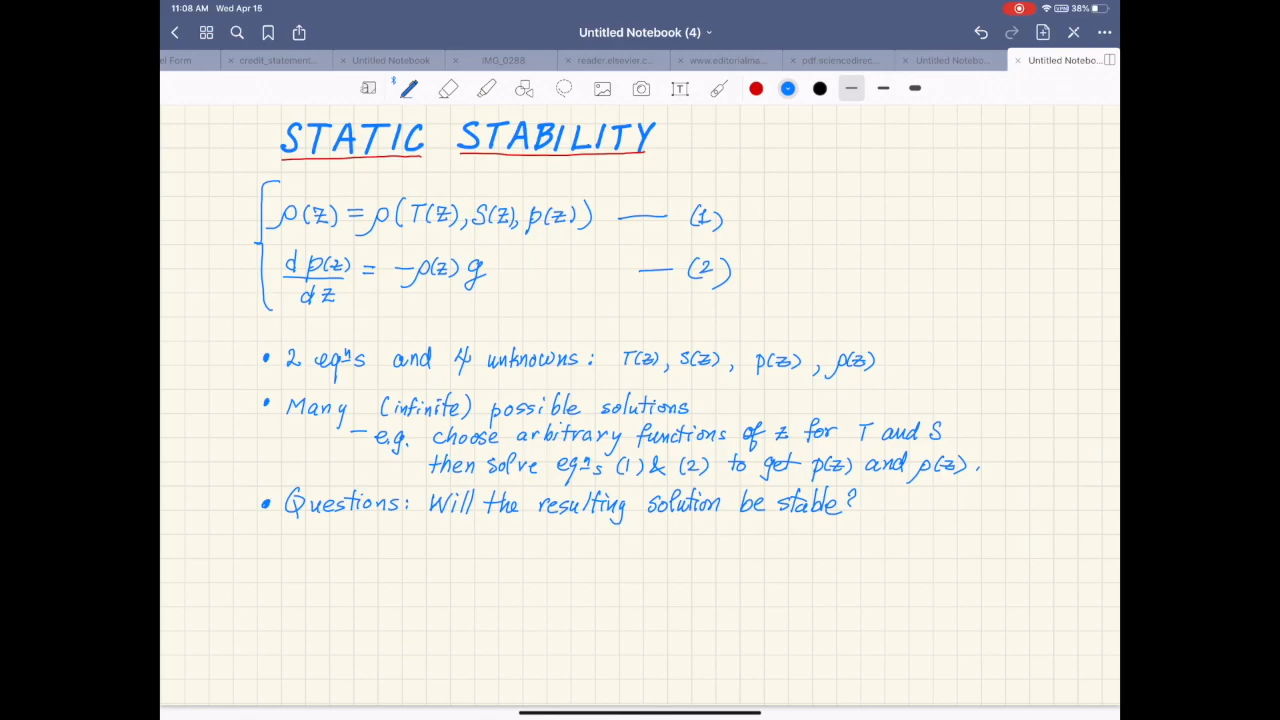 11:08 AM Wed Apr 15
VPN 38%
Untitled Notebook (4)
el Form
credit_statement...
Untitled Notebook
IMG_0288
reader.elsevier.c...
www.editorialma...
pdf.sciencedirec...
Untitled Notebo...
Untitled Notebo...
STATIC STABILITY
ρ(z) = ρ(T(z), S(z), p(z)) — (1)
dp(z)/dz = -ρ(z) g — (2)
• 2 eqⁿs and 4 unknowns: T(z), S(z), p(z), ρ(z)
• Many (infinite) possible solutions
- e.g. choose arbitrary functions of z for T and S
then solve eqⁿs (1) & (2) to get p(z) and ρ(z).
• Questions: Will the resulting solution be stable?